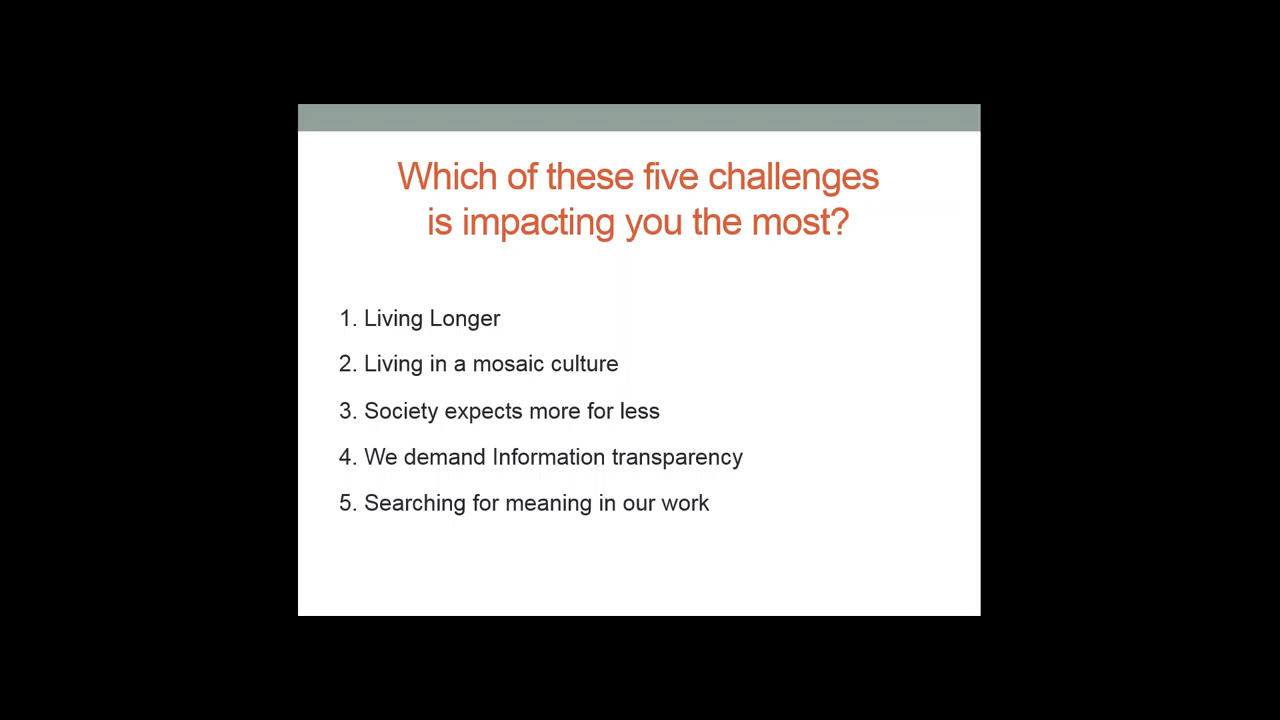 Which of these five challenges
is impacting you the most?
1. Living Longer
2. Living in a mosaic culture
3. Society expects more for less
4. We demand Information transparency
5. Searching for meaning in our work